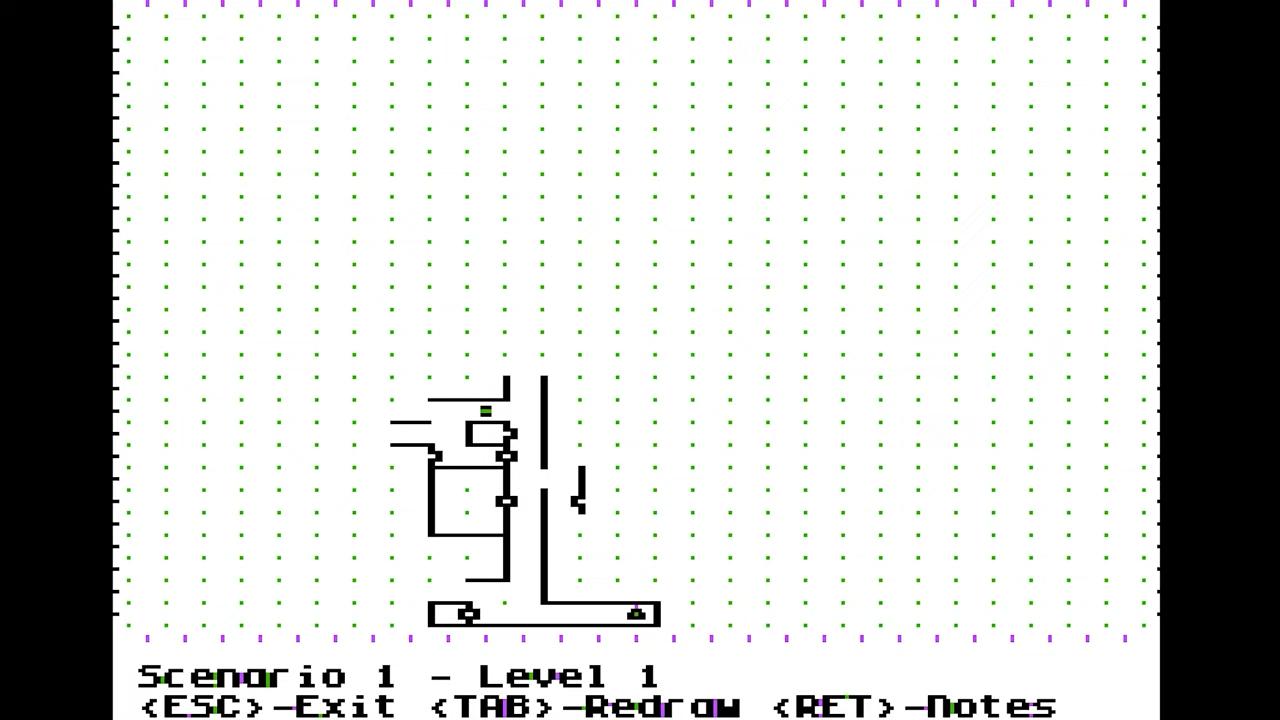 Scenario 1 - Level 1
<ESC>-Exit <TAB>-Redraw <RET>-Notes